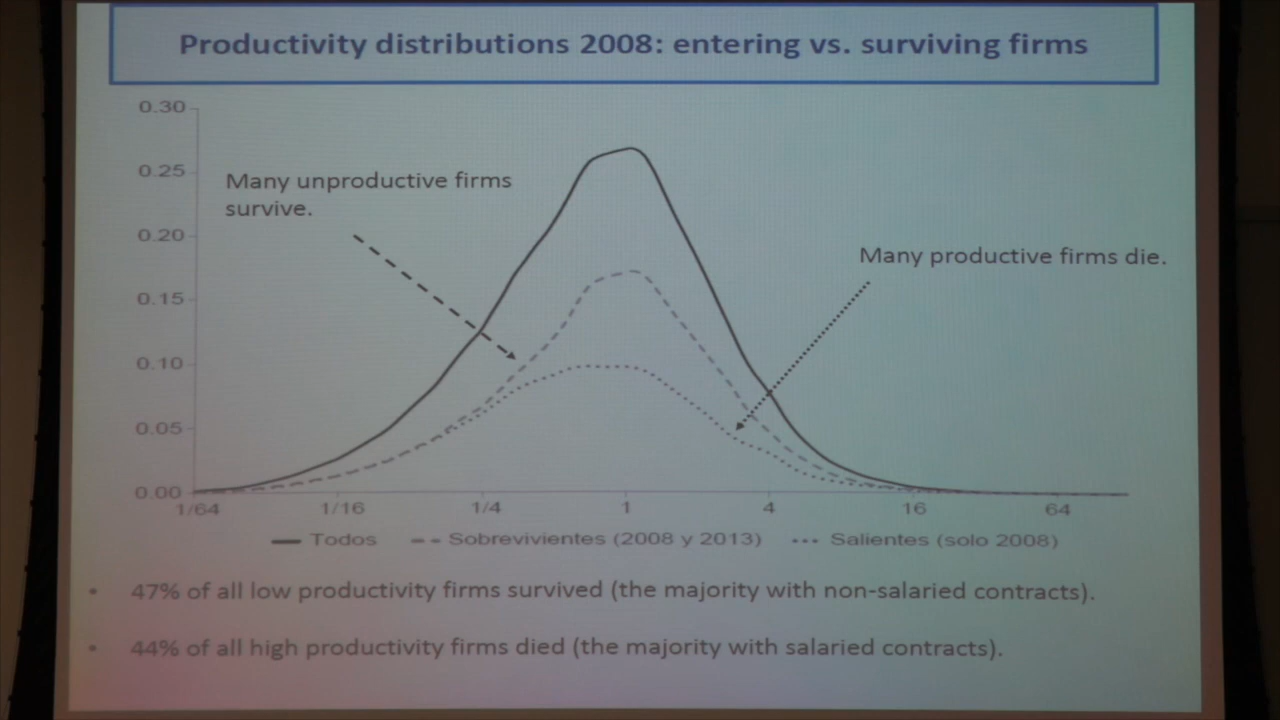 Productivity distributions 2008: entering vs. surviving firms
0.30
0.25
0.20
0.15
0.10
0.05
0.00
Many unproductive firms
survive.
Many productive firms die.
1/64 1/16 1/4 1 4 16 64
Todos Sobrevivientes (2008 y 2013) Salientes (solo 2008)
• 47% of all low productivity firms survived (the majority with non-salaried contracts).
• 44% of all high productivity firms died (the majority with salaried contracts).